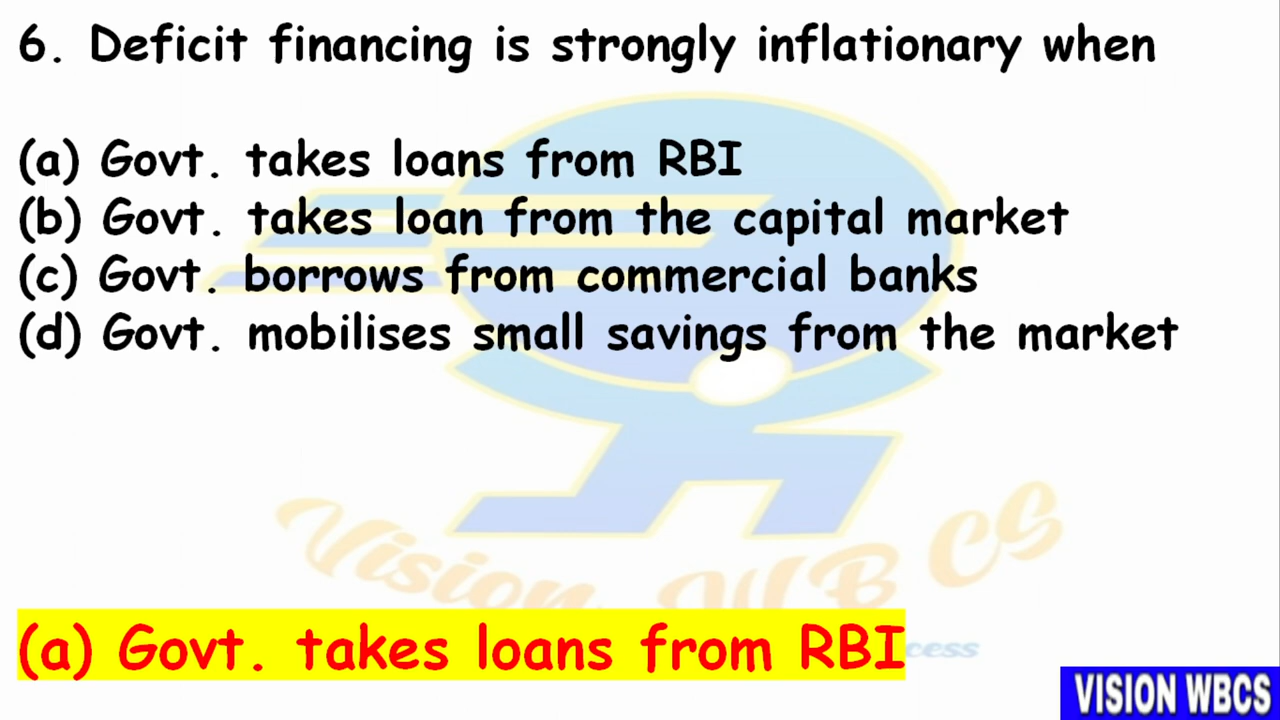 6. Deficit financing is strongly inflationary when
(a) Govt. takes loans from RBI
(b) Govt. takes loan from the capital market
(c) Govt. borrows from commercial banks
(d) Govt. mobilises small savings from the market
Vision WBCS
(a) Govt. takes loans from RBI
VISION WBCS